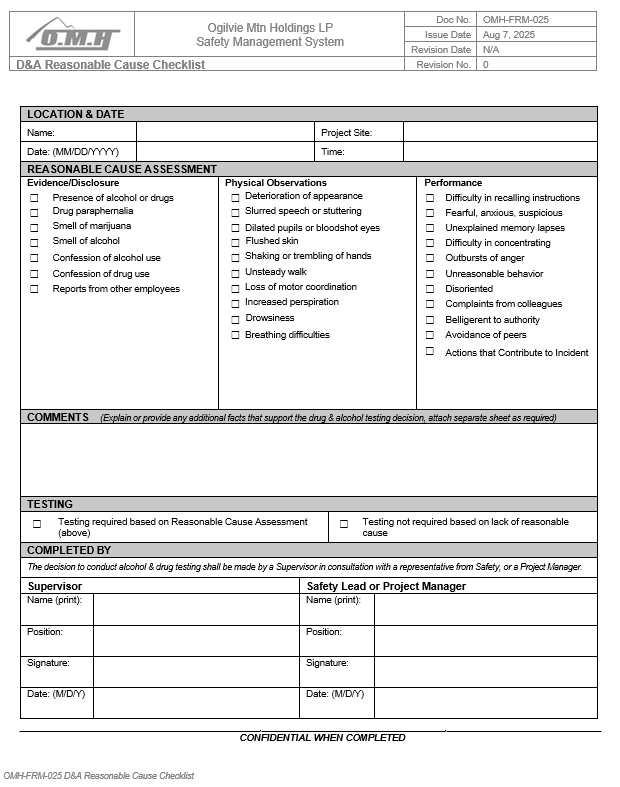 O.M.H
Ogilvie Mtn Holdings LP
Safety Management System
Doc No. OMH-FRM-025
Issue Date Aug 7, 2025
Revision Date N/A
D&A Reasonable Cause Checklist
Revision No. 0
LOCATION & DATE
Name: Project Site:
Date: (MM/DD/YYYY) Time:
REASONABLE CAUSE ASSESSMENT
Evidence/Disclosure
☐ Presence of alcohol or drugs
☐ Drug paraphernalia
☐ Smell of marijuana
☐ Smell of alcohol
☐ Confession of alcohol use
☐ Confession of drug use
☐ Reports from other employees
Physical Observations
☐ Deterioration of appearance
☐ Slurred speech or stuttering
☐ Dilated pupils or bloodshot eyes
☐ Flushed skin
☐ Shaking or trembling of hands
☐ Unsteady walk
☐ Loss of motor coordination
☐ Increased perspiration
☐ Drowsiness
☐ Breathing difficulties
Performance
☐ Difficulty in recalling instructions
☐ Fearful, anxious, suspicious
☐ Unexplained memory lapses
☐ Difficulty in concentrating
☐ Outbursts of anger
☐ Unreasonable behavior
☐ Disoriented
☐ Complaints from colleagues
☐ Belligerent to authority
☐ Avoidance of peers
☐ Actions that Contribute to Incident
COMMENTS (Explain or provide any additional facts that support the drug & alcohol testing decision, attach separate sheet as required)
TESTING
☐ Testing required based on Reasonable Cause Assessment
(above)
☐ Testing not required based on lack of reasonable
cause
COMPLETED BY
The decision to conduct alcohol & drug testing shall be made by a Supervisor in consultation with a representative from Safety, or a Project Manager.
Supervisor Safety Lead or Project Manager
Name (print): Name (print):
Position: Position:
Signature: Signature:
Date: (M/D/Y) Date: (M/D/Y)
CONFIDENTIAL WHEN COMPLETED
OMH-FRM-025 D&A Reasonable Cause Checklist